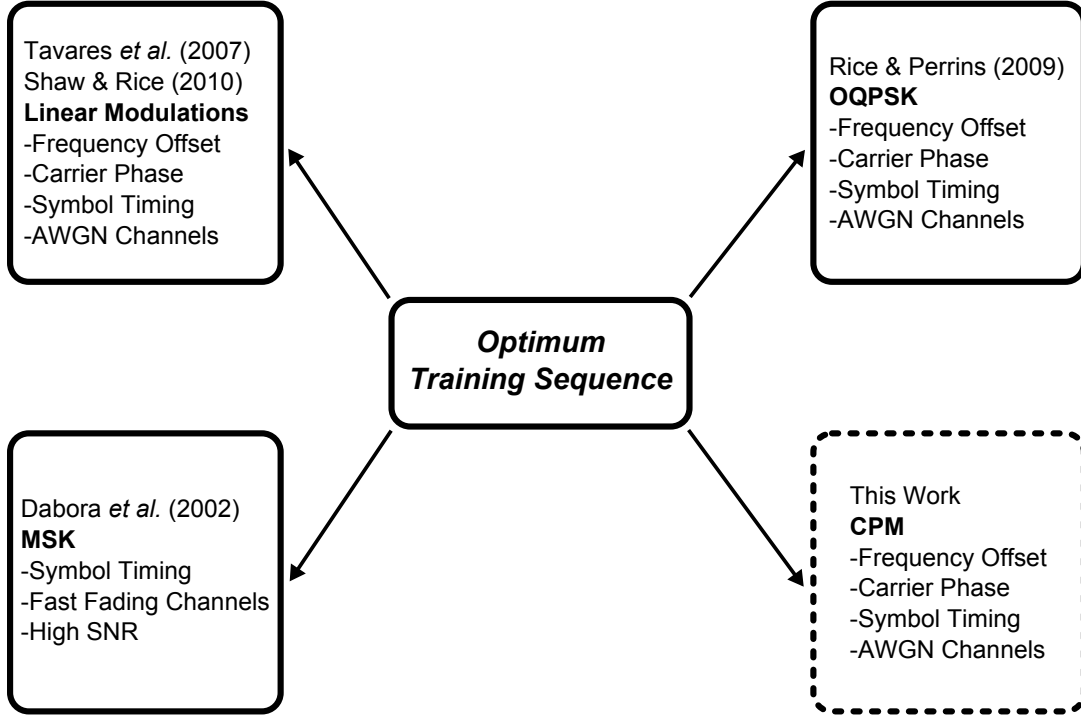 Tavares et al. (2007)
Shaw & Rice (2010)
Linear Modulations
-Frequency Offset
-Carrier Phase
-Symbol Timing
-AWGN Channels
Rice & Perrins (2009)
OQPSK
-Frequency Offset
-Carrier Phase
-Symbol Timing
-AWGN Channels
Optimum
Training Sequence
Dabora et al. (2002)
MSK
-Symbol Timing
-Fast Fading Channels
-High SNR
This Work
CPM
-Frequency Offset
-Carrier Phase
-Symbol Timing
-AWGN Channels